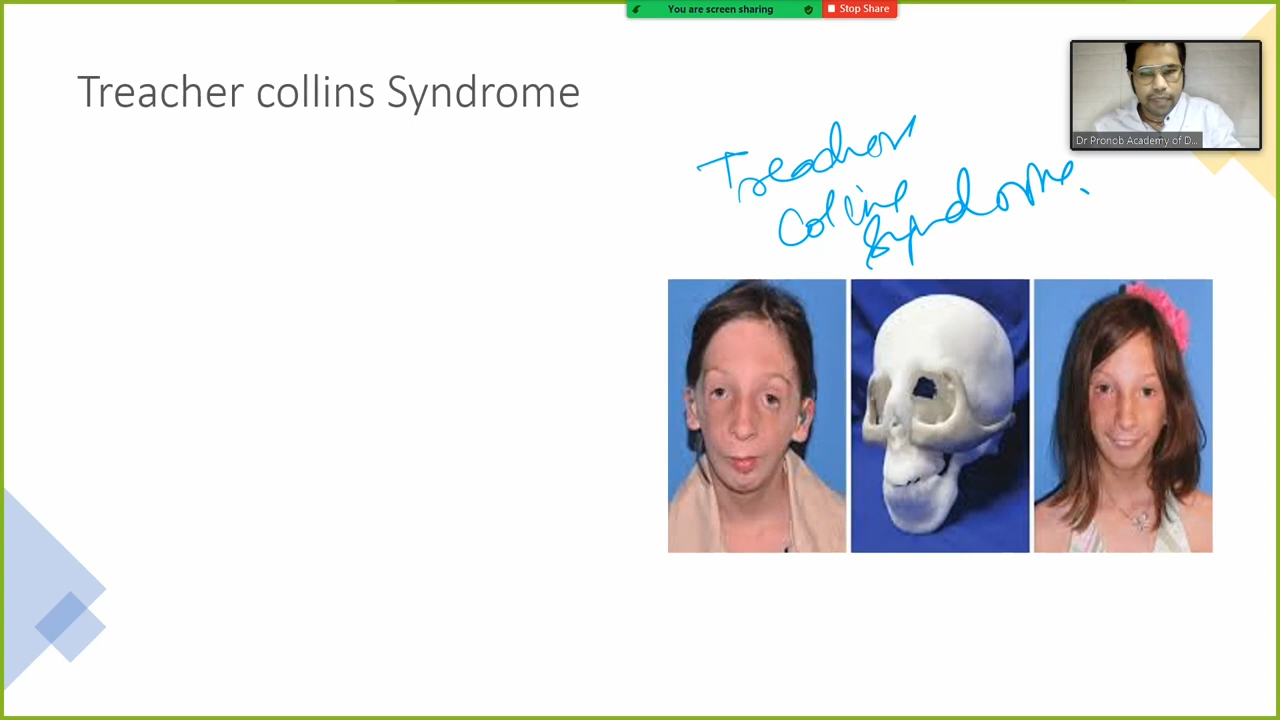 You are screen sharing
Stop Share
Treacher collins Syndrome
Dr Pronob Academy of D...
Treacher
Collins
Syndrome.